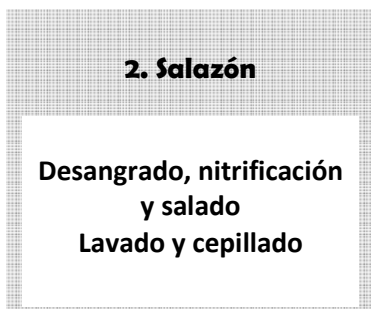 2. Salazón
Desangrado, nitrificación
y salado
Lavado y cepillado